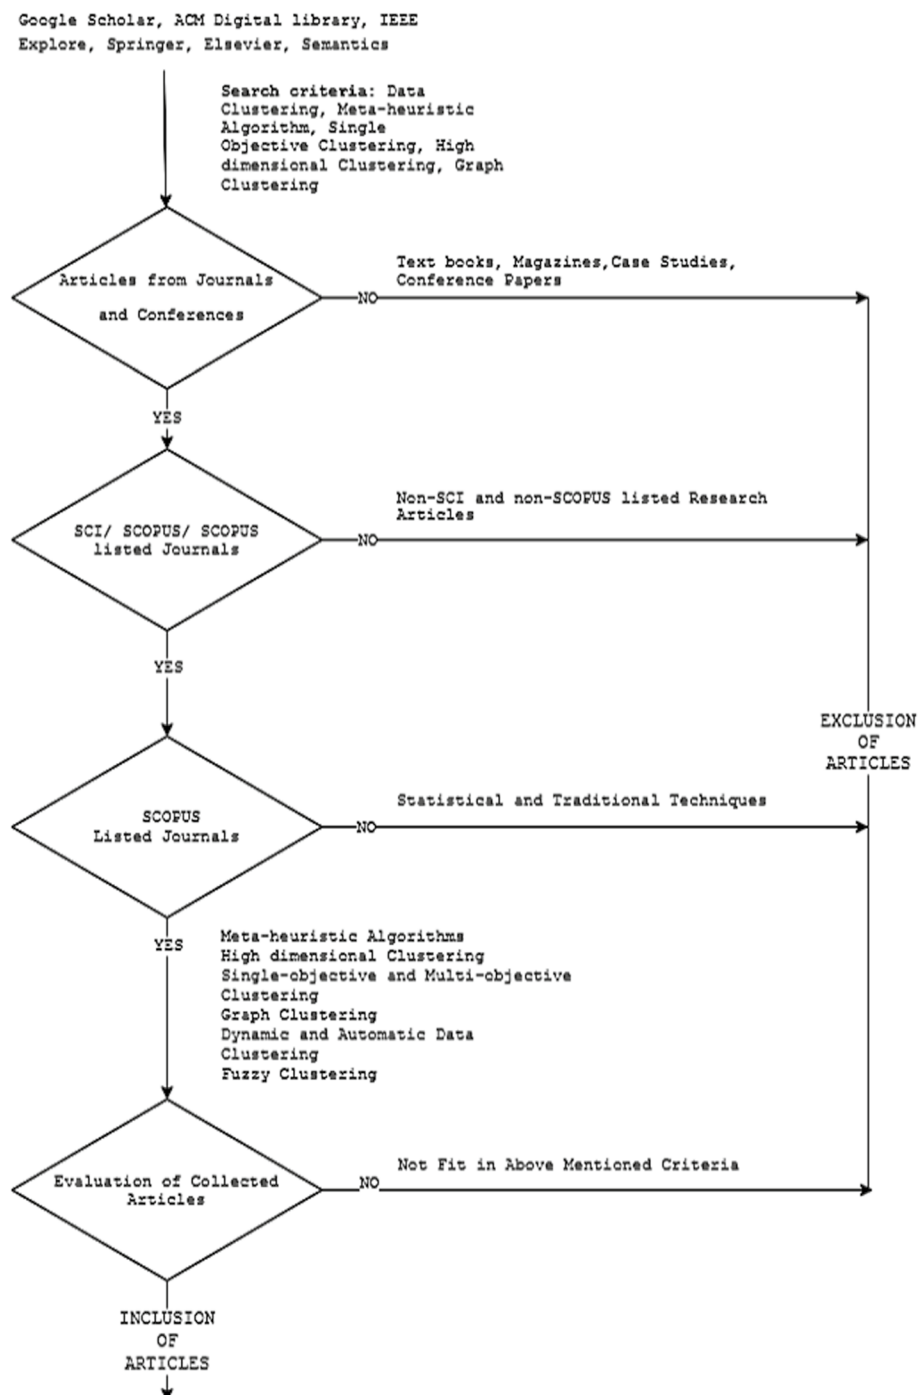 Google Scholar, ACM Digital library, IEEE
Explore, Springer, Elsevier, Semantics
Search criteria: Data
Clustering, Meta-heuristic
Algorithm, Single
Objective Clustering, High
dimensional Clustering, Graph
Clustering
Articles from Journals
and Conferences
Text books, Magazines,Case Studies,
Conference Papers
NO
YES
SCI/ SCOPUS/ SCOPUS
listed Journals
Non-SCI and non-SCOPUS listed Research
Articles
NO
YES
EXCLUSION
OF
ARTICLES
SCOPUS
Listed Journals
Statistical and Traditional Techniques
NO
YES
Meta-heuristic Algorithms
High dimensional Clustering
Single-objective and Multi-objective
Clustering
Graph Clustering
Dynamic and Automatic Data
Clustering
Fuzzy Clustering
Evaluation of Collected
Articles
Not Fit in Above Mentioned Criteria
NO
INCLUSION
OF
ARTICLES